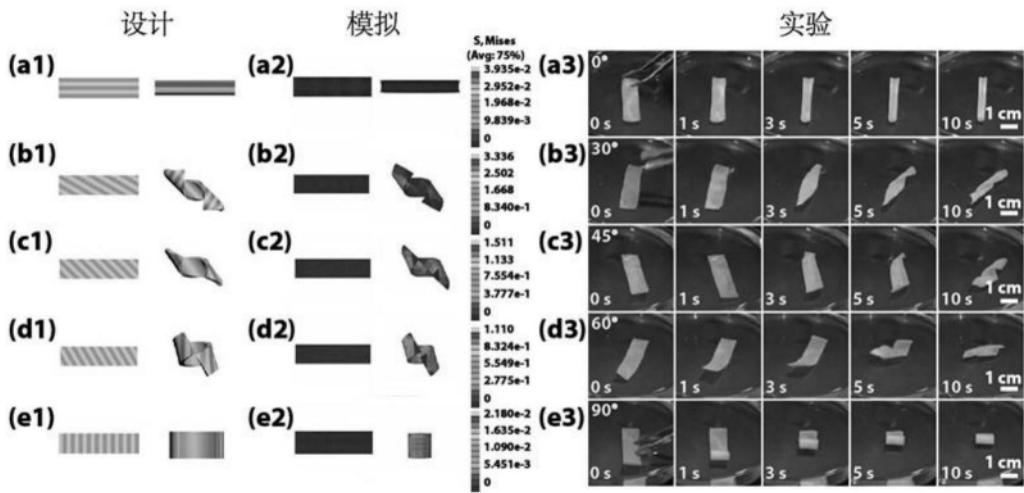 设计 模拟 实验
S, Mises
(Avg: 75%)
(a1) (a2) (a3)
3.935e-2
2.952e-2
1.968e-2
9.839e-3
0
0°
0 s 1 s 3 s 5 s 10 s 1 cm
(b1) (b2) (b3)
3.336
2.502
1.668
8.340e-1
0
30°
0 s 1 s 3 s 5 s 10 s 1 cm
(c1) (c2) (c3)
1.511
1.133
7.554e-1
3.777e-1
0
45°
0 s 1 s 3 s 5 s 10 s 1 cm
(d1) (d2) (d3)
1.110
8.324e-1
5.549e-1
2.775e-1
0
60°
0 s 1 s 3 s 5 s 10 s 1 cm
(e1) (e2) (e3)
2.180e-2
1.635e-2
1.090e-2
5.451e-3
0
90°
0 s 1 s 3 s 5 s 10 s 1 cm